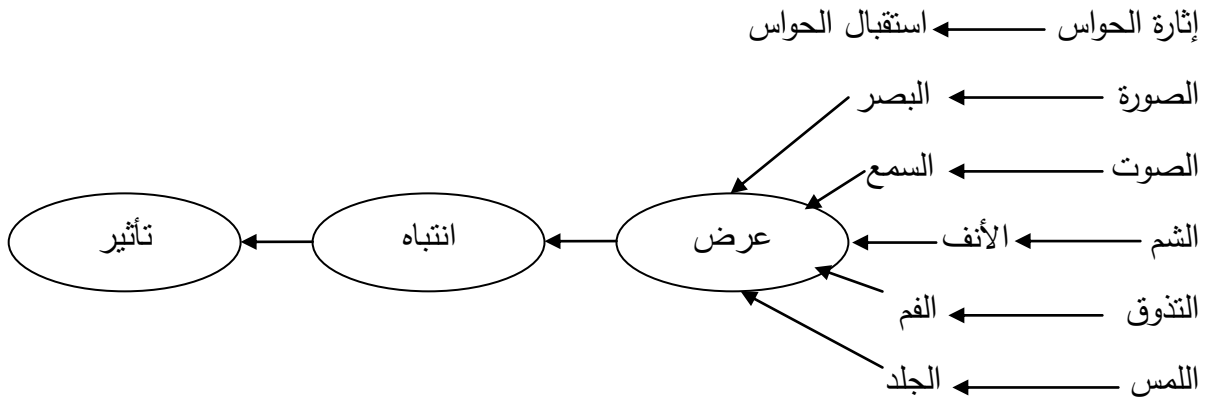 إثارة الحواس استقبال الحواس
الصورة البصر
الصوت السمع
الشم الأنف عرض انتباه تأثير
التذوق الفم
اللمس الجلد